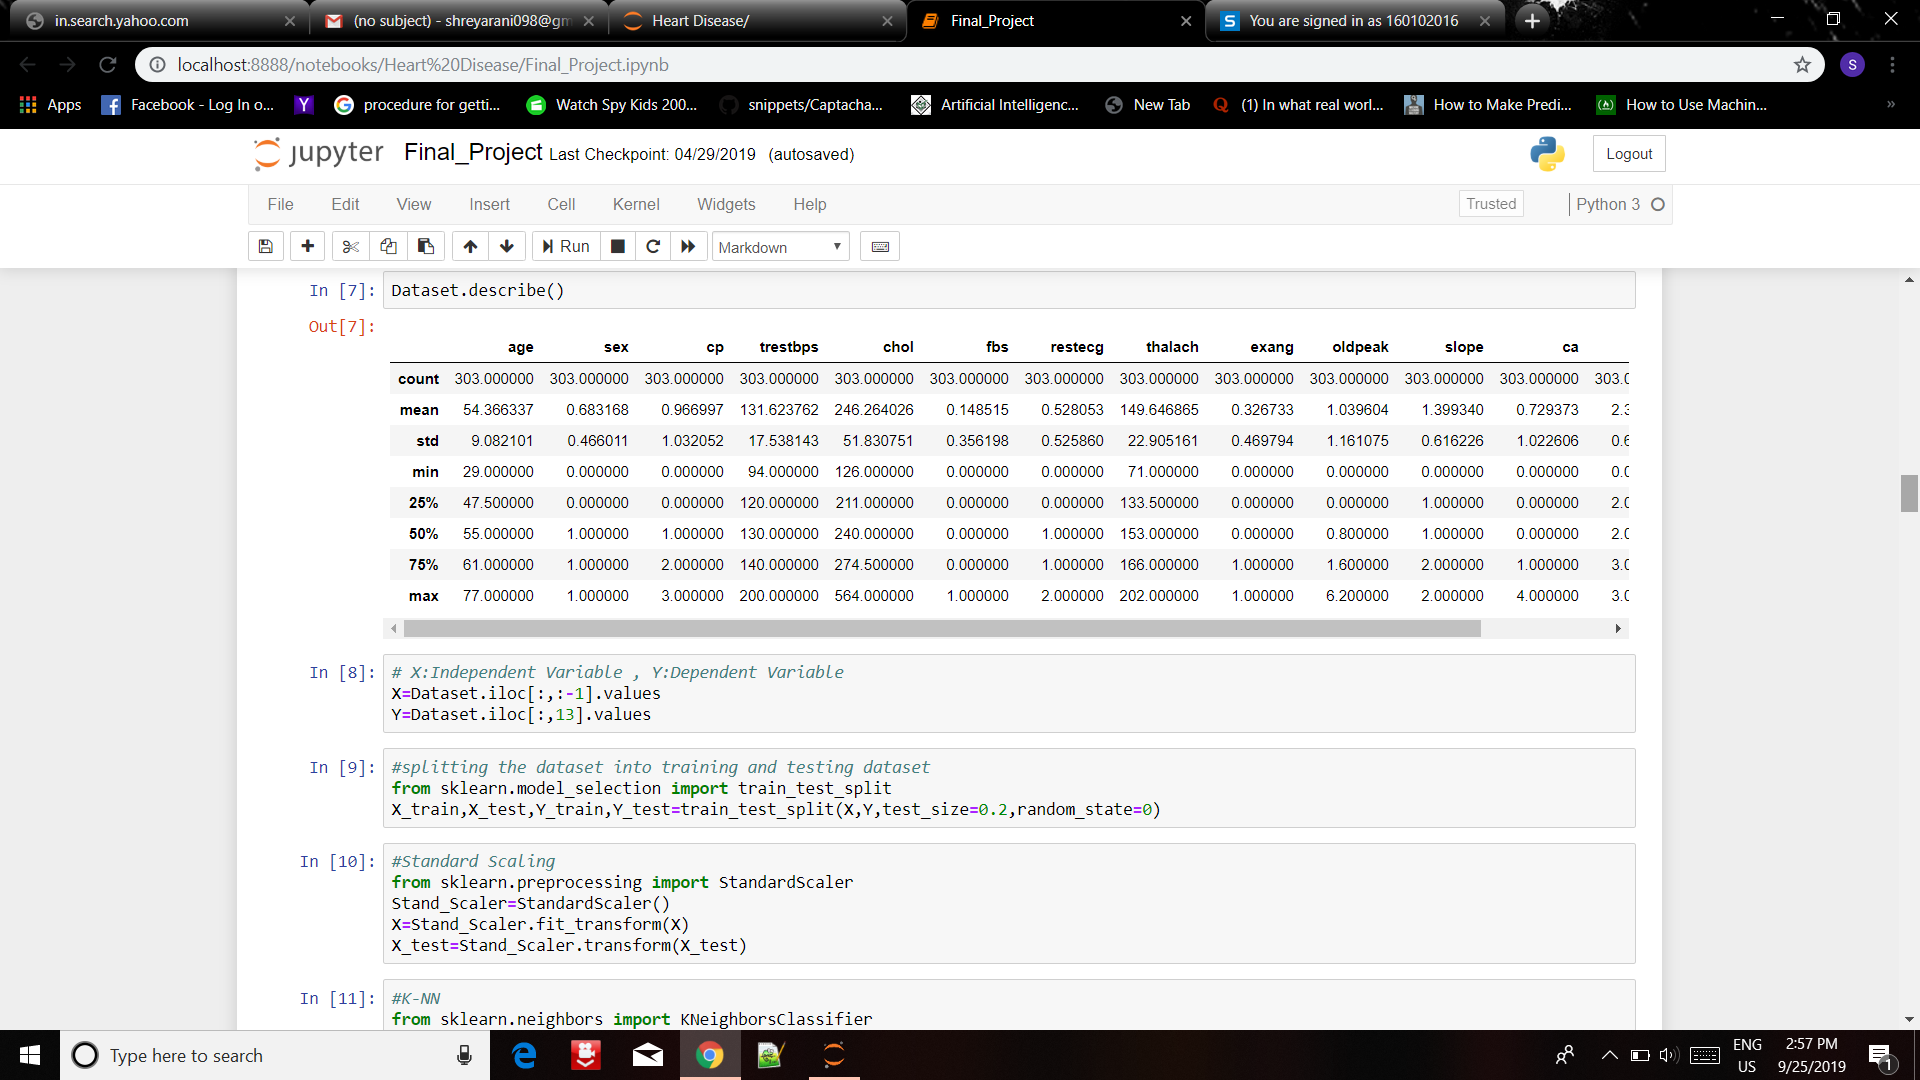 in.search.yahoo.com
(no subject) - shreyarani098@gm
Heart Disease/
Final_Project
You are signed in as 160102016
localhost:8888/notebooks/Heart%20Disease/Final_Project.ipynb
S
Apps
Facebook - Log In o...
procedure for getti...
Watch Spy Kids 200...
snippets/Captacha...
Artificial Intelligenc...
New Tab
(1) In what real worl...
How to Make Predi...
How to Use Machin...
jupyter Final_Project Last Checkpoint: 04/29/2019 (autosaved)
Logout
File Edit View Insert Cell Kernel Widgets Help
Trusted
Python 3
Run
Markdown
In [7]: Dataset.describe()
Out[7]:
age sex cp trestbps chol fbs restecg thalach exang oldpeak slope ca
count 303.000000 303.000000 303.000000 303.000000 303.000000 303.000000 303.000000 303.000000 303.000000 303.000000 303.000000 303.000000 303.0
mean 54.366337 0.683168 0.966997 131.623762 246.264026 0.148515 0.528053 149.646865 0.326733 1.039604 1.399340 0.729373 2.3
std 9.082101 0.466011 1.032052 17.538143 51.830751 0.356198 0.525860 22.905161 0.469794 1.161075 0.616226 1.022606 0.6
min 29.000000 0.000000 0.000000 94.000000 126.000000 0.000000 0.000000 71.000000 0.000000 0.000000 0.000000 0.000000 0.0
25% 47.500000 0.000000 0.000000 120.000000 211.000000 0.000000 0.000000 133.500000 0.000000 0.000000 1.000000 0.000000 2.0
50% 55.000000 1.000000 1.000000 130.000000 240.000000 0.000000 1.000000 153.000000 0.000000 0.800000 1.000000 0.000000 2.0
75% 61.000000 1.000000 2.000000 140.000000 274.500000 0.000000 1.000000 166.000000 1.000000 1.600000 2.000000 1.000000 3.0
max 77.000000 1.000000 3.000000 200.000000 564.000000 1.000000 2.000000 202.000000 1.000000 6.200000 2.000000 4.000000 3.0
In [8]: # X:Independent Variable , Y:Dependent Variable
X=Dataset.iloc[:,:-1].values
Y=Dataset.iloc[:,13].values
In [9]: #splitting the dataset into training and testing dataset
from sklearn.model_selection import train_test_split
X_train,X_test,Y_train,Y_test=train_test_split(X,Y,test_size=0.2,random_state=0)
In [10]: #Standard Scaling
from sklearn.preprocessing import StandardScaler
Stand_Scaler=StandardScaler()
X=Stand_Scaler.fit_transform(X)
X_test=Stand_Scaler.transform(X_test)
In [11]: #K-NN
from sklearn.neighbors import KNeighborsClassifier
Type here to search
ENG
US
2:57 PM
9/25/2019
1